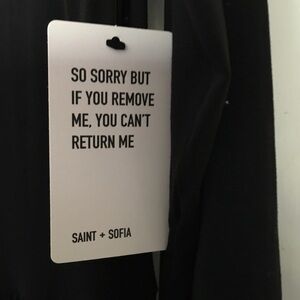 SO SORRY BUT
IF YOU REMOVE
ME, YOU CAN'T
RETURN ME
SAINT + SOFIA